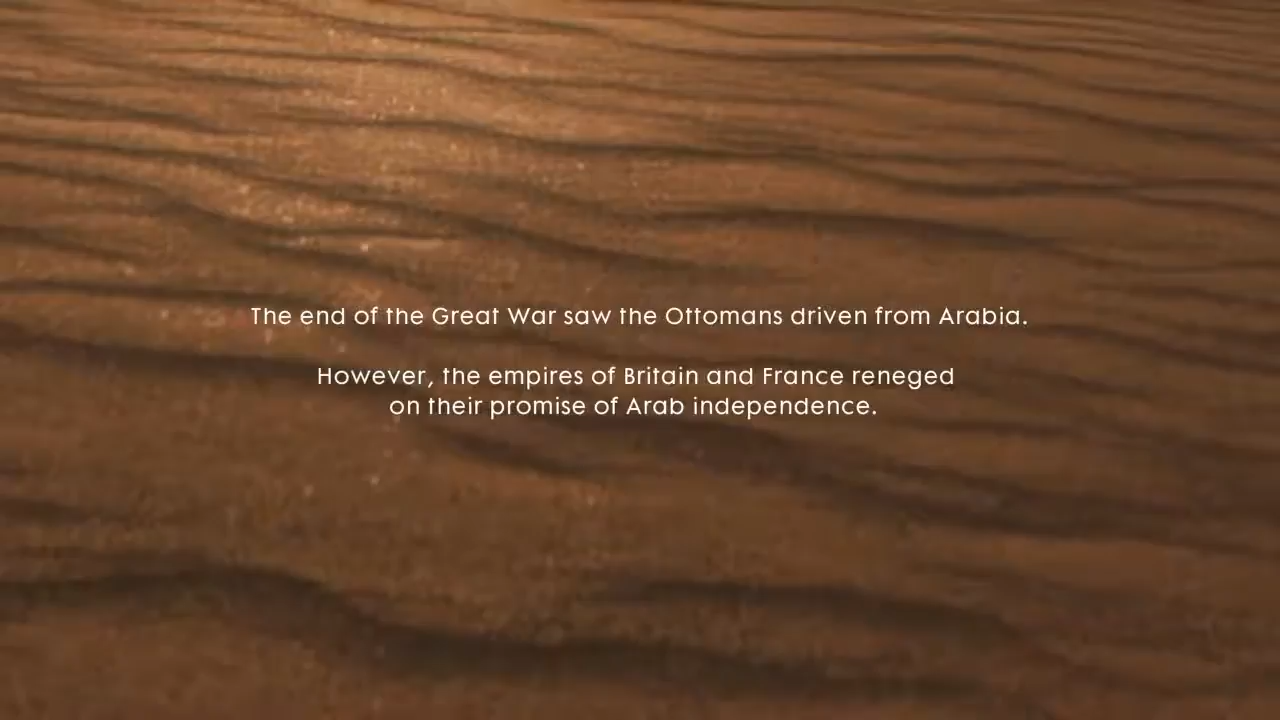 The end of the Great War saw the Ottomans driven from Arabia.
However, the empires of Britain and France reneged
on their promise of Arab independence.